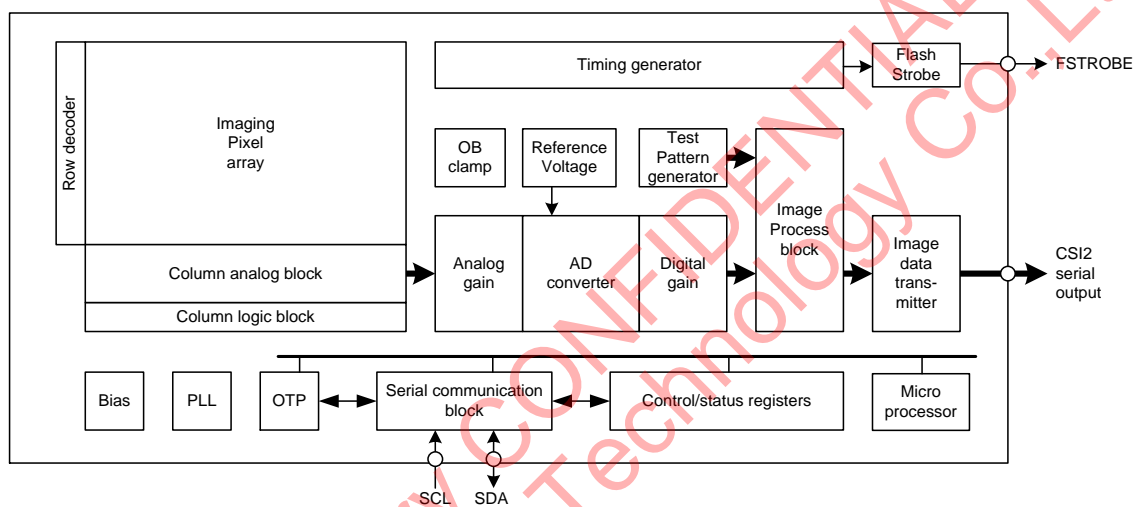 Row decoder
Imaging
Pixel
array
Column analog block
Column logic block
Timing generator
Flash
Strobe
FSTROBE
OB
clamp
Reference
Voltage
Test
Pattern
generator
Analog
gain
AD
converter
Digital
gain
Image
Process
block
Image
data
trans-
mitter
CSI2
serial
output
Bias
PLL
OTP
Serial communication
block
Control/status registers
Micro
processor
SCL
SDA
CONFIDENTIAL
Technology Co.,